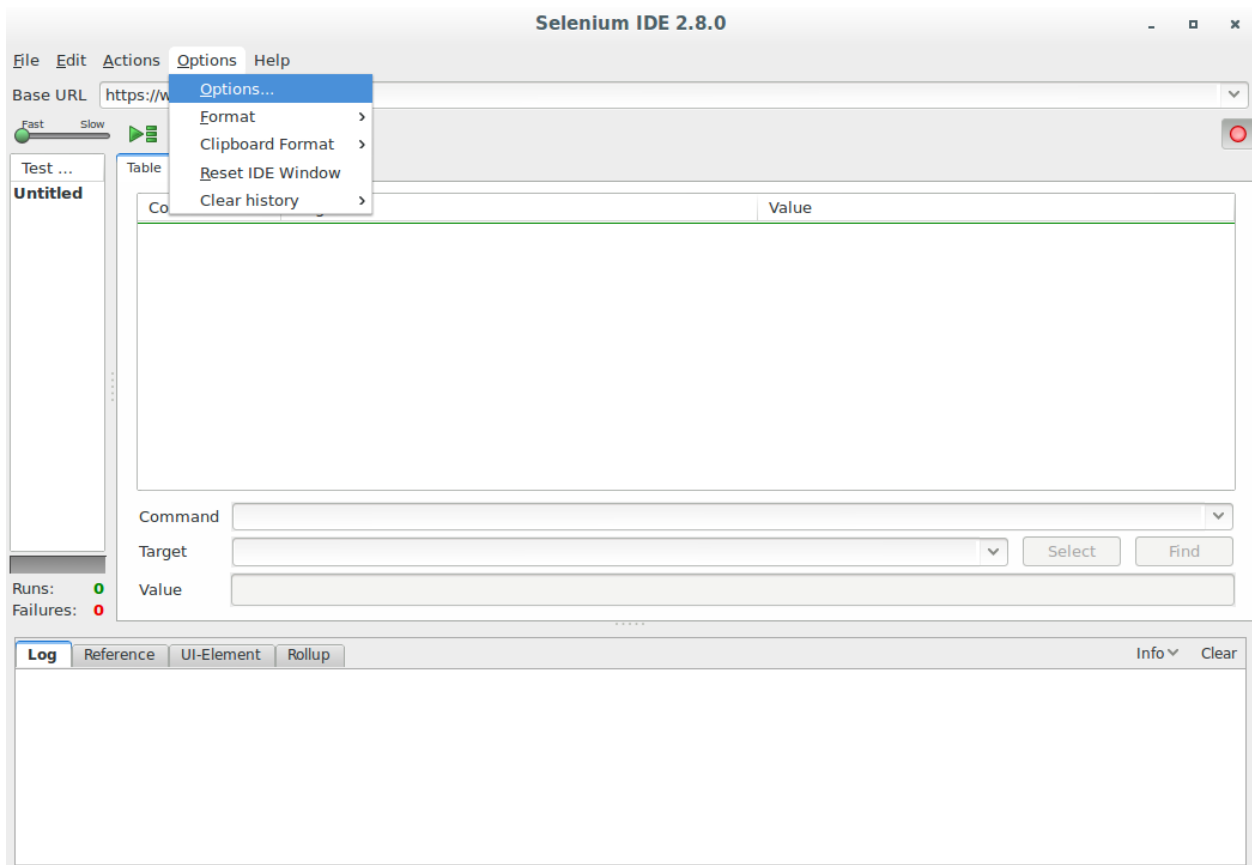 Selenium IDE 2.8.0
File Edit Actions Options Help
Base URL https://w
Options...
Fast Slow
Format
Clipboard Format
Test ...
Table
Reset IDE Window
Untitled
Clear history
Co
Value
Command
Target
Select
Find
Runs: 0
Value
Failures: 0
Log Reference UI-Element Rollup Info Clear